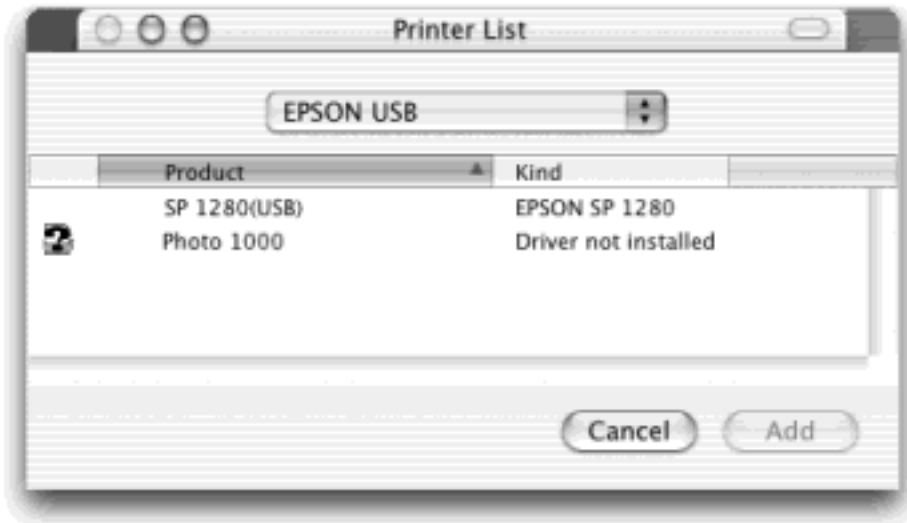 Printer List
EPSON USB
Product Kind
SP 1280(USB) EPSON SP 1280
Photo 1000 Driver not installed
Cancel Add